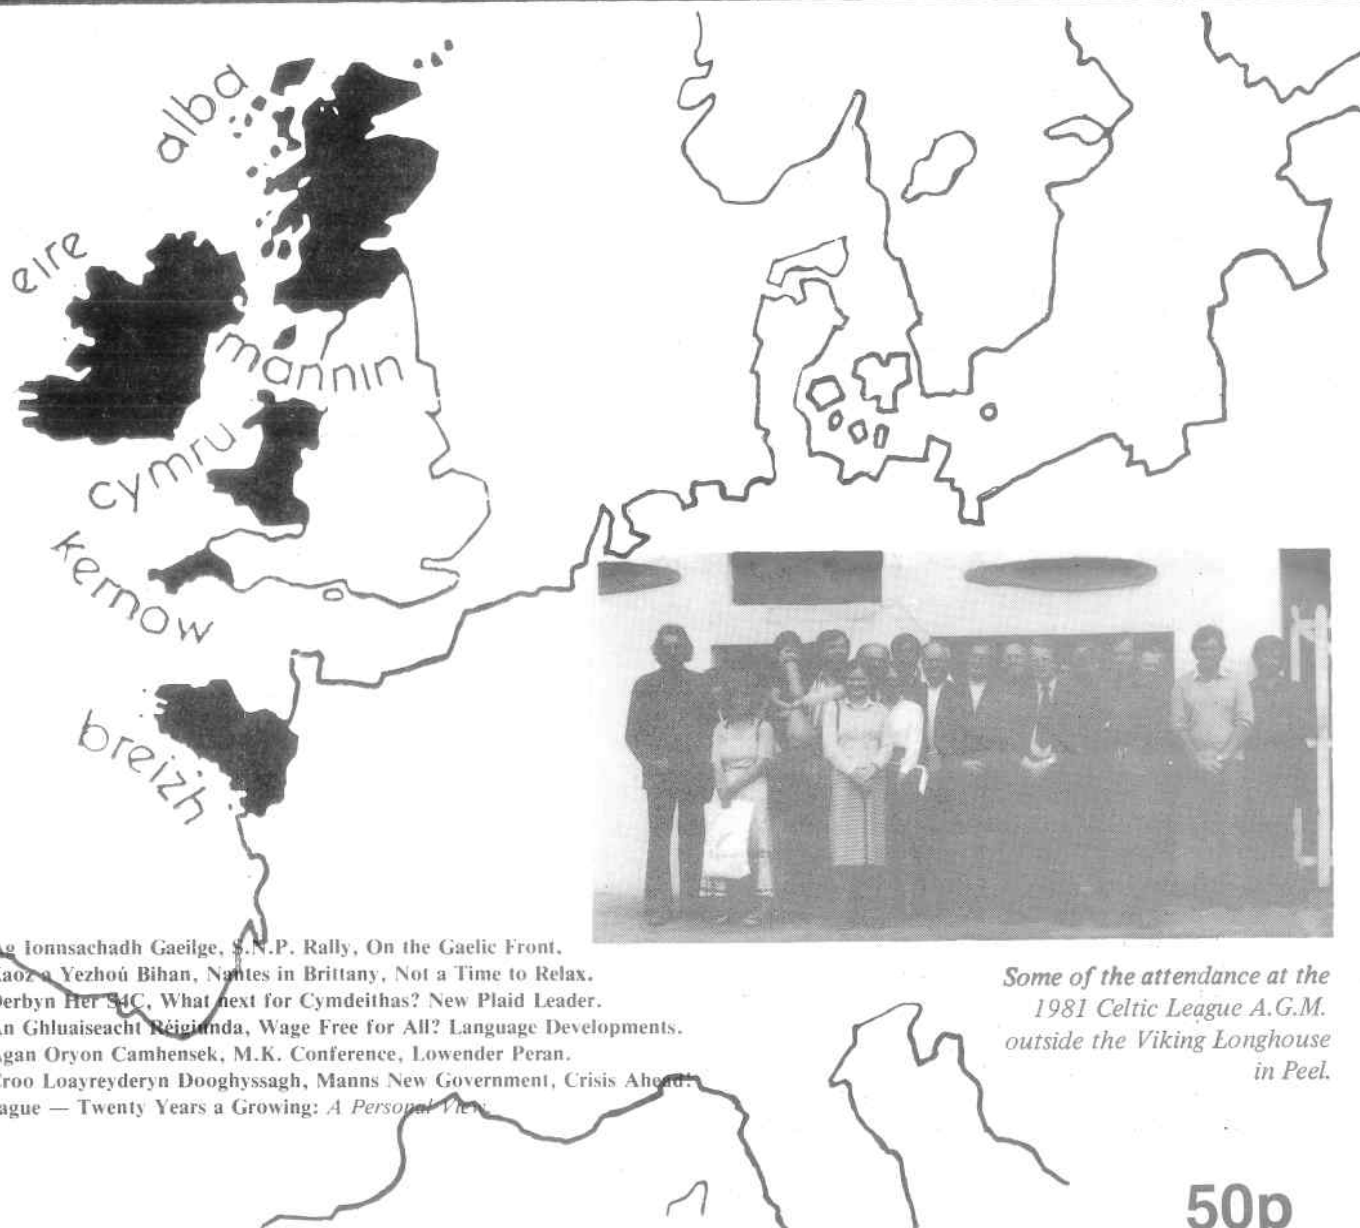 alba
eire
mannin
cymru
kernow
breizh
Ionnsachadh Gaeilge, S.N.P. Rally, On the Gaelic Front.
a Yezhoù Bihan, Nantes in Brittany, Not a Time to Relax.
Her S4C, What next for Cymdeithas? New Plaid Leader.
Ghluaiseacht Réigiunda, Wage Free for All? Language Developments.
Oryon Camhensek, M.K. Conference, Lowender Peran.
Loayreyderyn Dooghyssagh, Manns New Government, Crisis Ahead!
— Twenty Years a Growing: A Personal View.
Some of the attendance at the
1981 Celtic League A.G.M.
outside the Viking Longhouse
in Peel.
50p